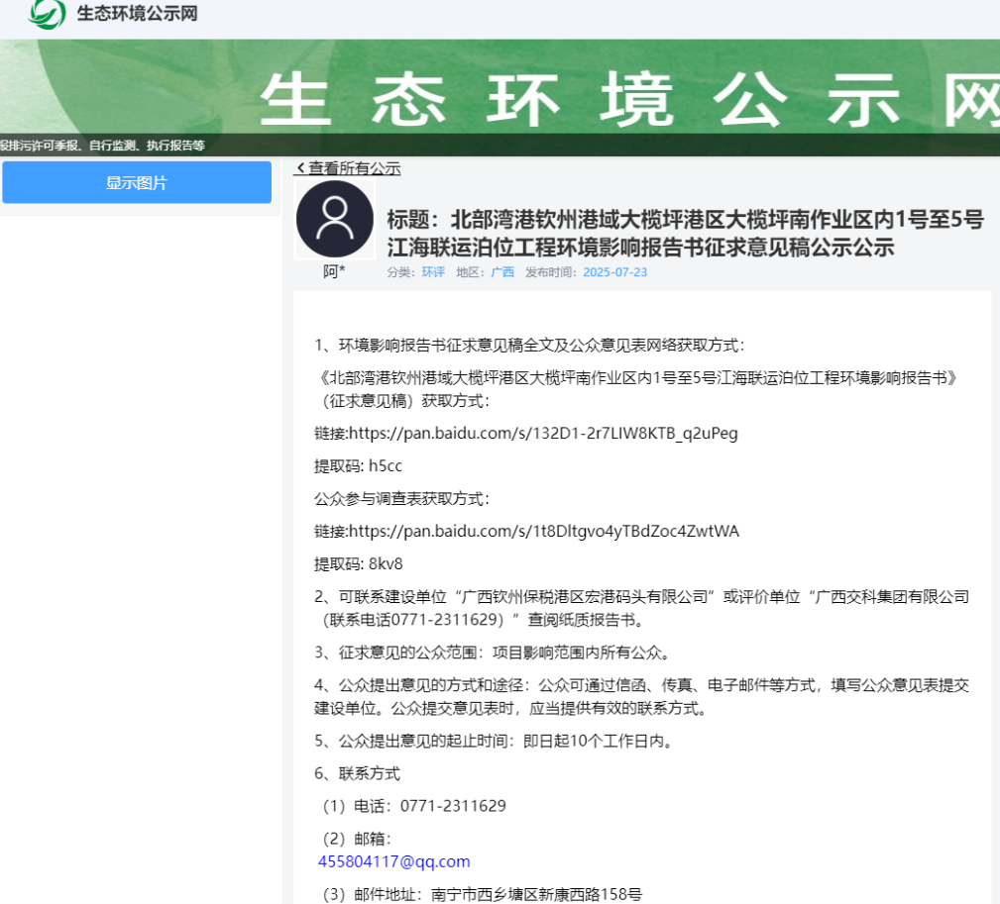 生态环境公示网
生态环境公示网
报排污许可季报、自行监测、执行报告等
显示图片
查看所有公示
阿*
标题：北部湾港钦州港域大榄坪港区大榄坪南作业区内1号至5号
江海联运泊位工程环境影响报告书征求意见稿公示公示
分类：环评 地区：广西 发布时间：2025-07-23
1、环境影响报告书征求意见稿全文及公众意见表网络获取方式：
《北部湾港钦州港域大榄坪港区大榄坪南作业区内1号至5号江海联运泊位工程环境影响报告书》
（征求意见稿）获取方式：
链接:https://pan.baidu.com/s/132D1-2r7LIW8KTB_q2uPeg
提取码: h5cc
公众参与调查表获取方式：
链接:https://pan.baidu.com/s/1t8Dltgvo4yTBdZoc4ZwtWA
提取码: 8kv8
2、可联系建设单位“广西钦州保税港区宏港码头有限公司”或评价单位“广西交科集团有限公司
（联系电话0771-2311629）”查阅纸质报告书。
3、征求意见的公众范围：项目影响范围内所有公众。
4、公众提出意见的方式和途径：公众可通过信函、传真、电子邮件等方式，填写公众意见表提交
建设单位。公众提交意见表时，应当提供有效的联系方式。
5、公众提出意见的起止时间：即日起10个工作日内。
6、联系方式
（1）电话：0771-2311629
（2）邮箱：
455804117@qq.com
（3）邮件地址：南宁市西乡塘区新康西路158号